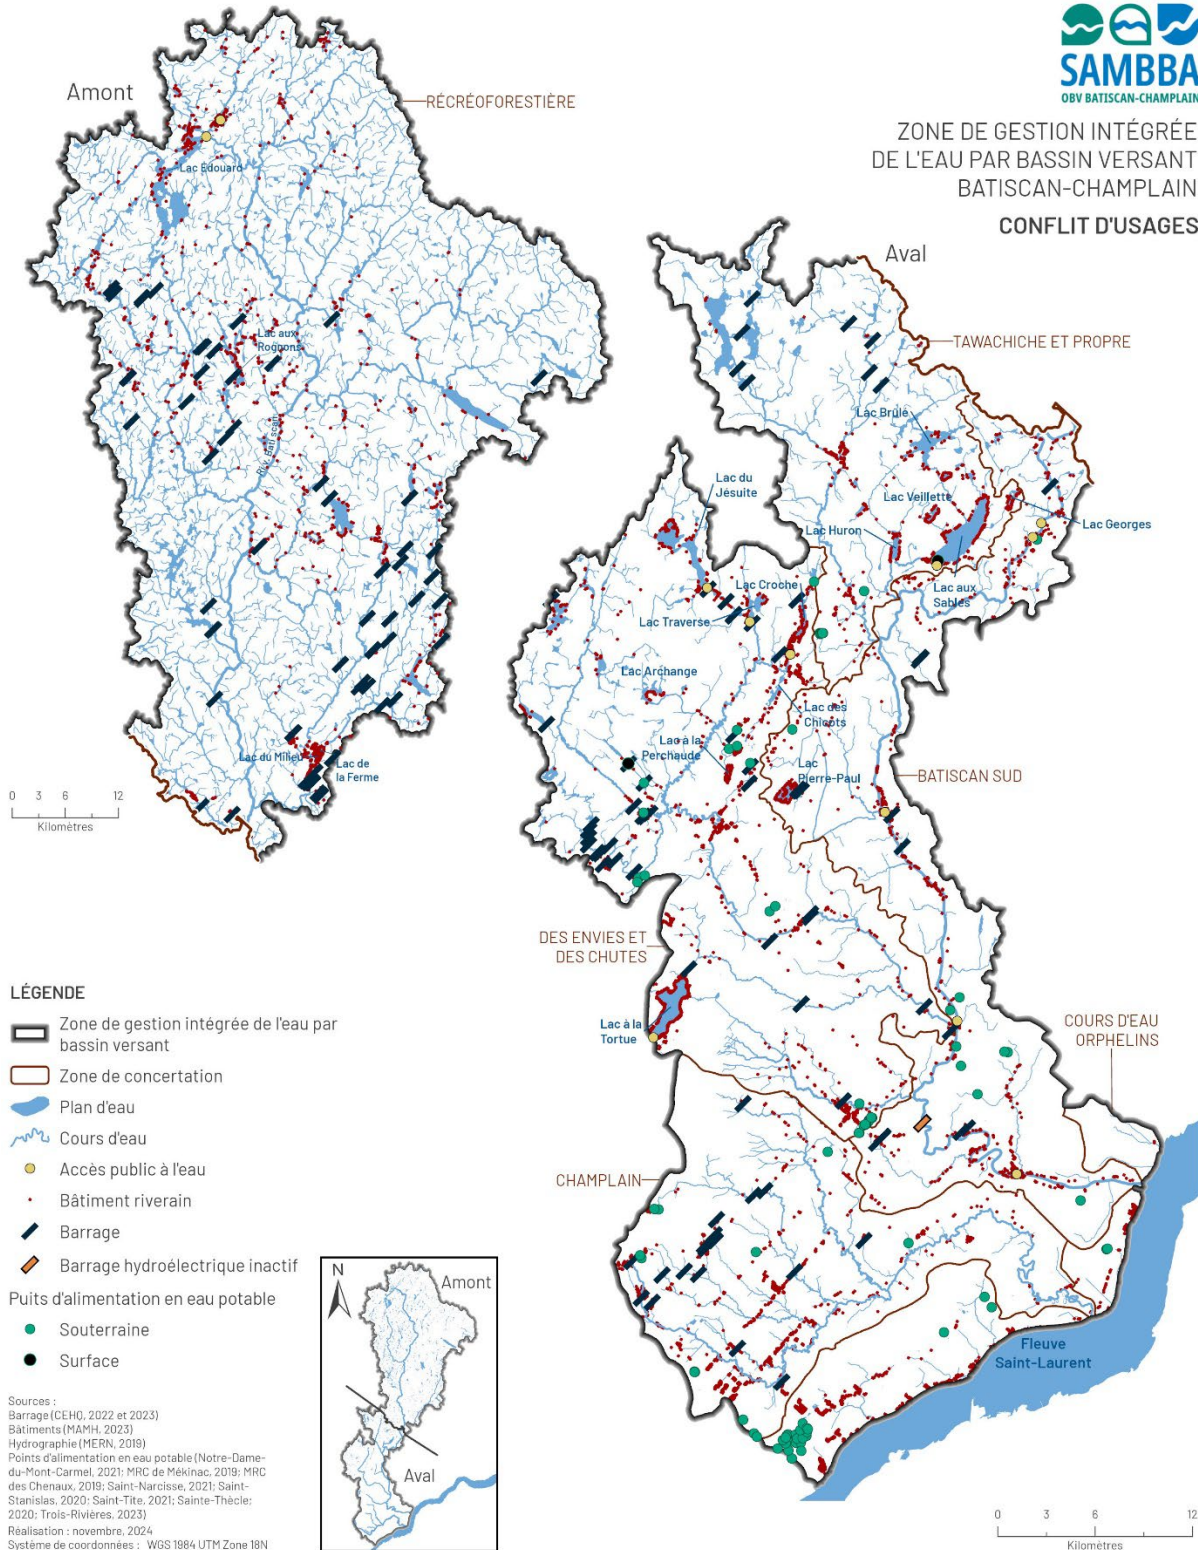 SAMBBA
OBV BATISCAN-CHAMPLAIN
ZONE DE GESTION INTÉGRÉE
DE L'EAU PAR BASSIN VERSANT
BATISCAN-CHAMPLAIN
CONFLIT D'USAGES
Amont
RÉCRÉOFORESTIÈRE
Lac Édouard
Lac aux
Rognons
Riv. Batiscan
Lac du Milieu
Lac de
la Ferme
0 3 6 12
Kilomètres
Aval
TAWACHICHE ET PROPRE
Lac Brûlé
Lac du
Jésuite
Lac Veillette
Lac Georges
Lac Huron
Lac Croche
Lac aux
Sables
Lac Traverse
Lac Archange
Lac des
Chicots
Lac à la
Perchaude
Lac
Pierre-Paul
BATISCAN SUD
DES ENVIES ET
DES CHUTES
Lac à la
Tortue
COURS D'EAU
ORPHELINS
CHAMPLAIN
Fleuve
Saint-Laurent
LÉGENDE
Zone de gestion intégrée de l'eau par
bassin versant
Zone de concertation
Plan d'eau
Cours d'eau
Accès public à l'eau
Bâtiment riverain
Barrage
Barrage hydroélectrique inactif
Puits d'alimentation en eau potable
Souterraine
Surface
Sources :
Barrage (CEHQ, 2022 et 2023)
Bâtiments (MAMH, 2023)
Hydrographie (MERN, 2019)
Points d'alimentation en eau potable (Notre-Dame-
du-Mont-Carmel, 2021; MRC de Mékinac, 2019; MRC
des Chenaux, 2019; Saint-Narcisse, 2021; Saint-
Stanislas, 2020; Saint-Tite, 2021; Sainte-Thècle;
2020; Trois-Rivières, 2023)
Réalisation : novembre, 2024
Système de coordonnées : WGS 1984 UTM Zone 18N
N
Amont
Aval
0 3 6 12
Kilomètres